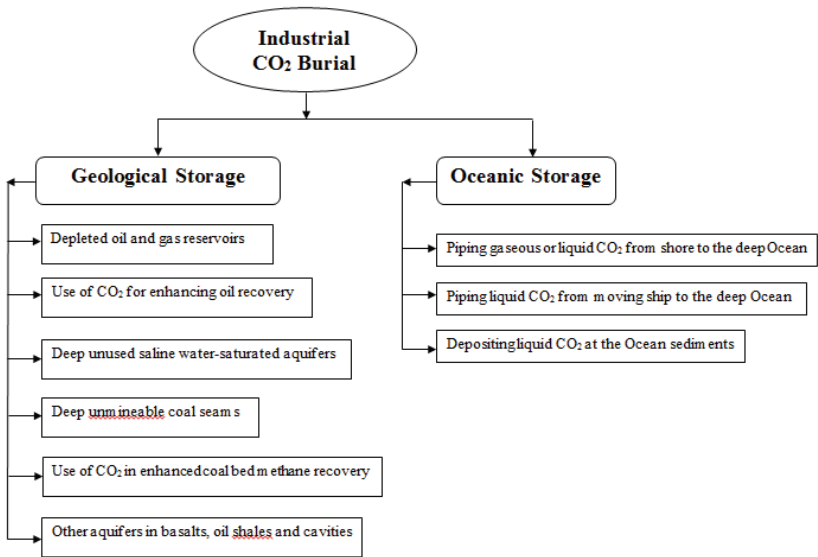 Industrial
CO₂ Burial
Geological Storage
Depleted oil and gas reservoirs
Use of CO₂ for enhancing oil recovery
Deep unused saline water-saturated aquifers
Deep unmineable coal seams
Use of CO₂ in enhanced coal bed methane recovery
Other aquifers in basalts, oil shales and cavities
Oceanic Storage
Piping gaseous or liquid CO₂ from shore to the deep Ocean
Piping liquid CO₂ from moving ship to the deep Ocean
Depositing liquid CO₂ at the Ocean sediments